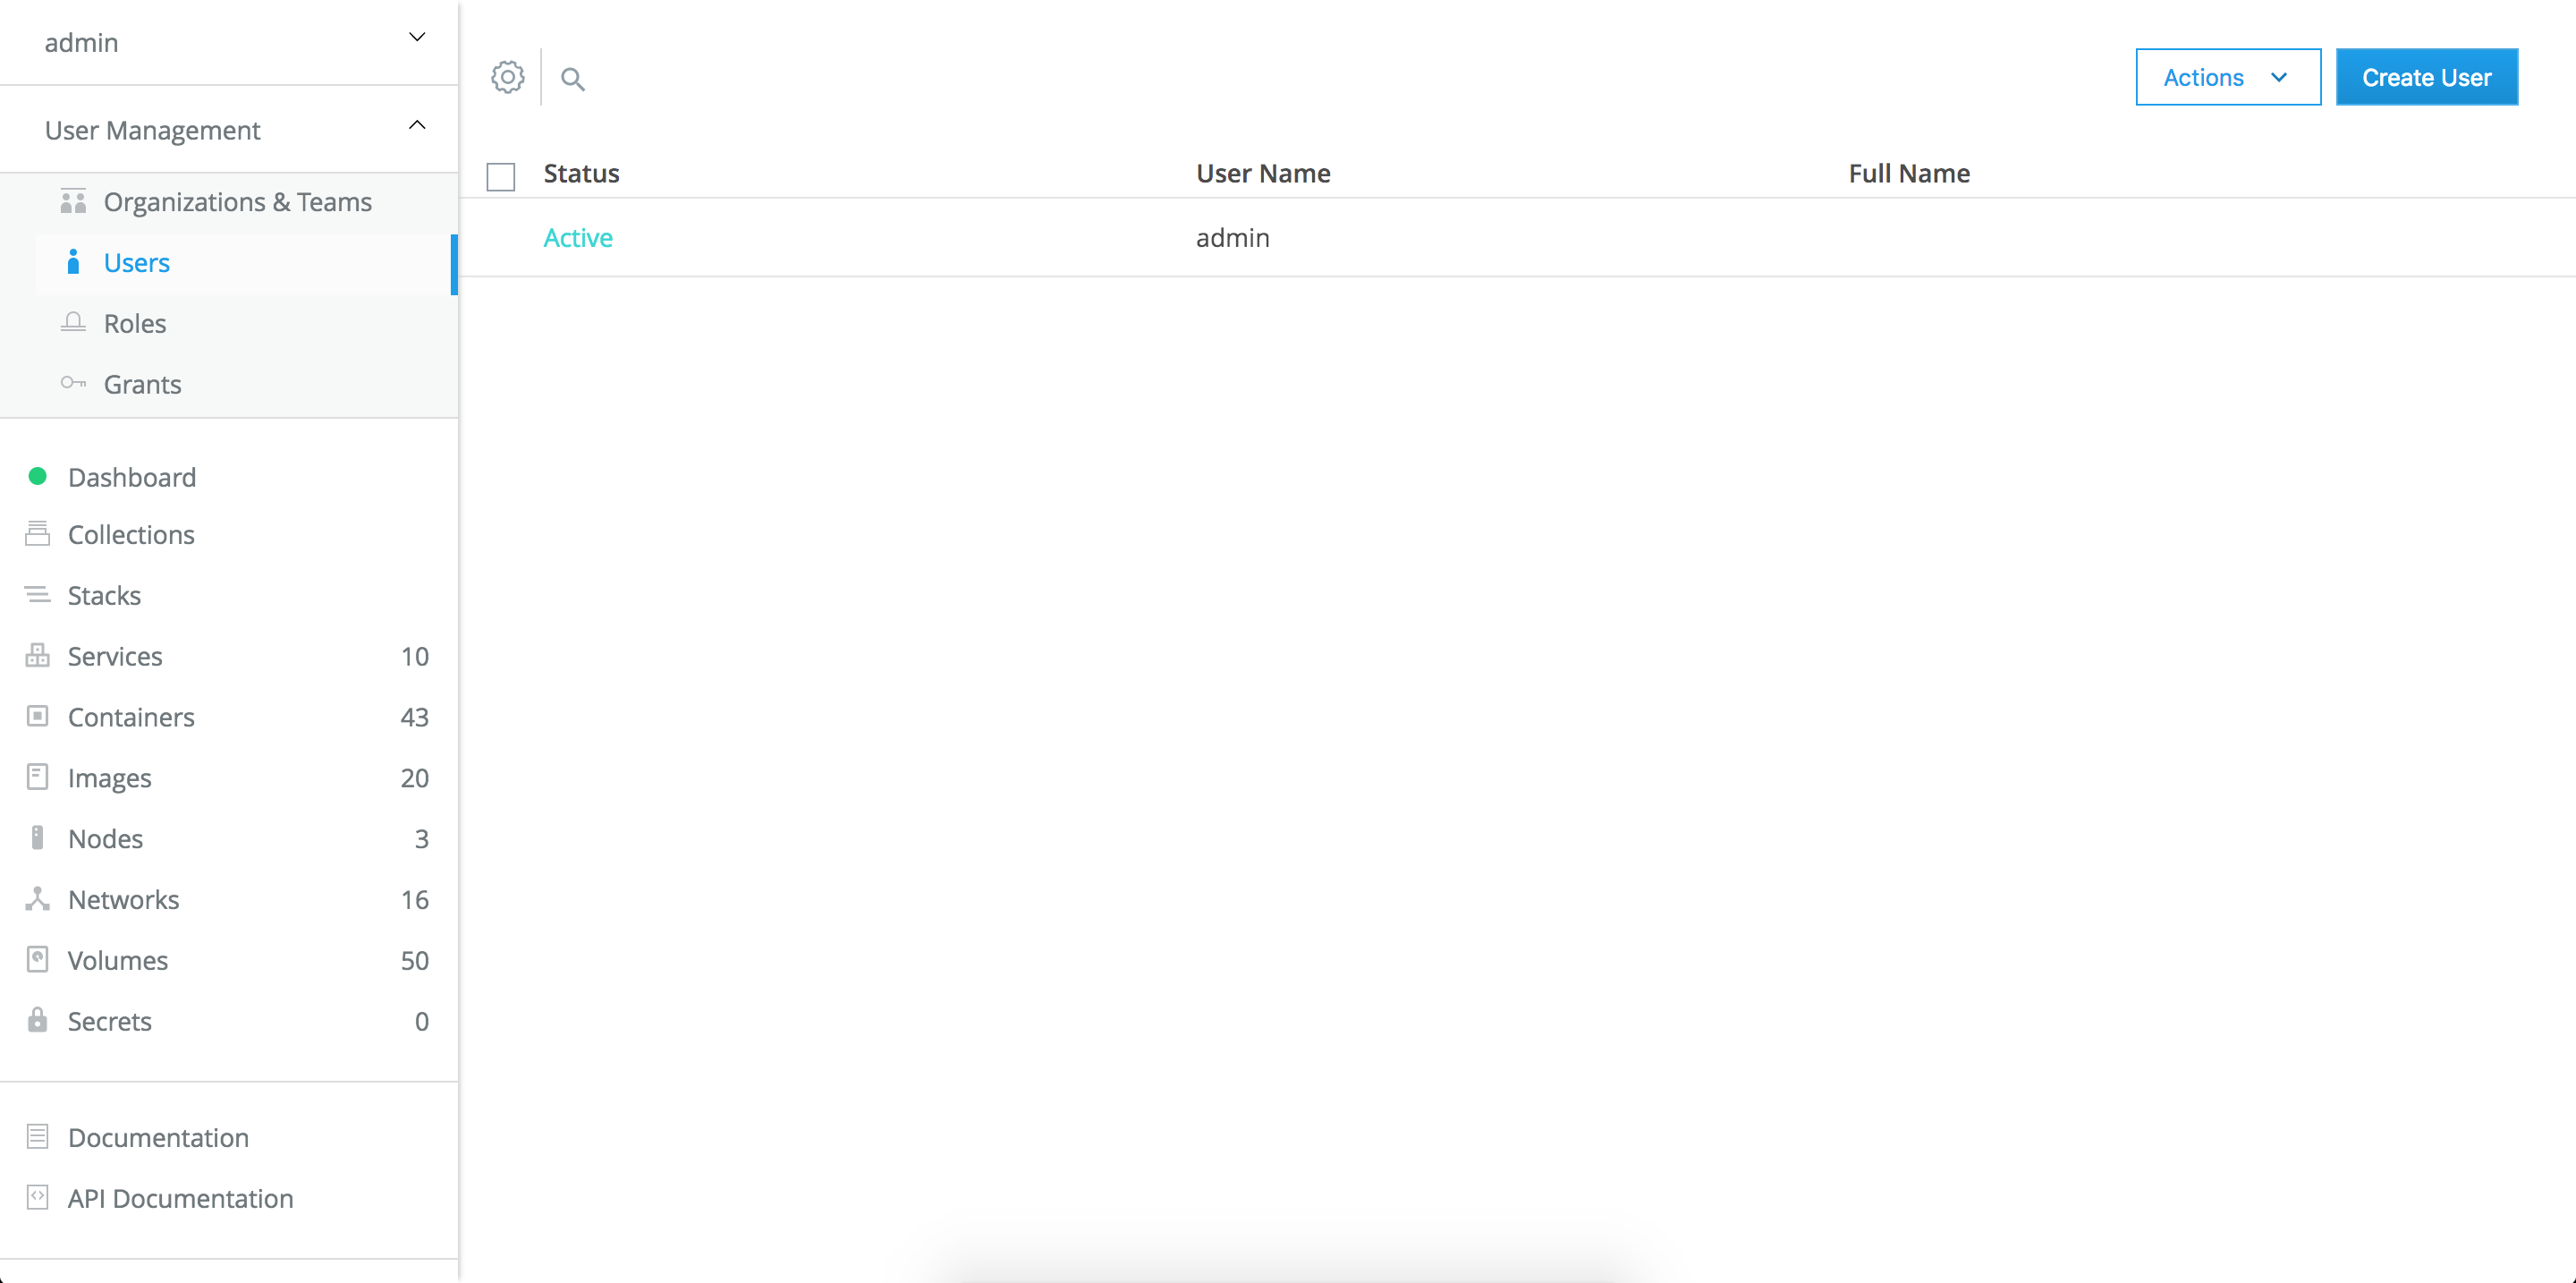 admin
User Management
Organizations & Teams
Users
Roles
Grants
Dashboard
Collections
Stacks
Services 10
Containers 43
Images 20
Nodes 3
Networks 16
Volumes 50
Secrets 0
Documentation
API Documentation
Actions Create User
Status User Name Full Name
Active admin